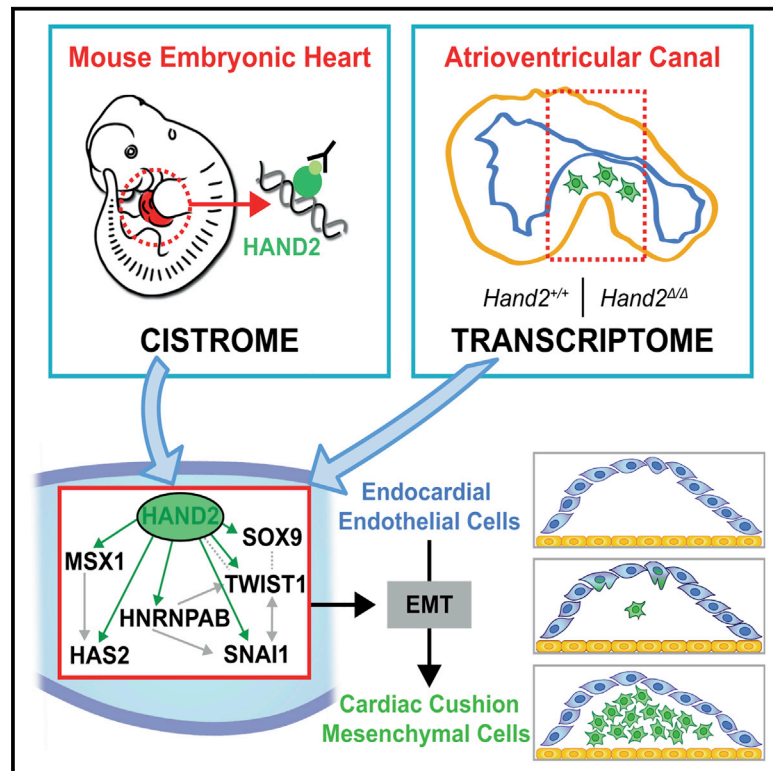 Mouse Embryonic Heart
HAND2
CISTROME
Atrioventricular Canal
Hand2+/+ | Hand2Δ/Δ
TRANSCRIPTOME
HAND2
MSX1
SOX9
TWIST1
HNRNPAB
HAS2
SNAI1
Endocardial
Endothelial Cells
EMT
Cardiac Cushion
Mesenchymal Cells